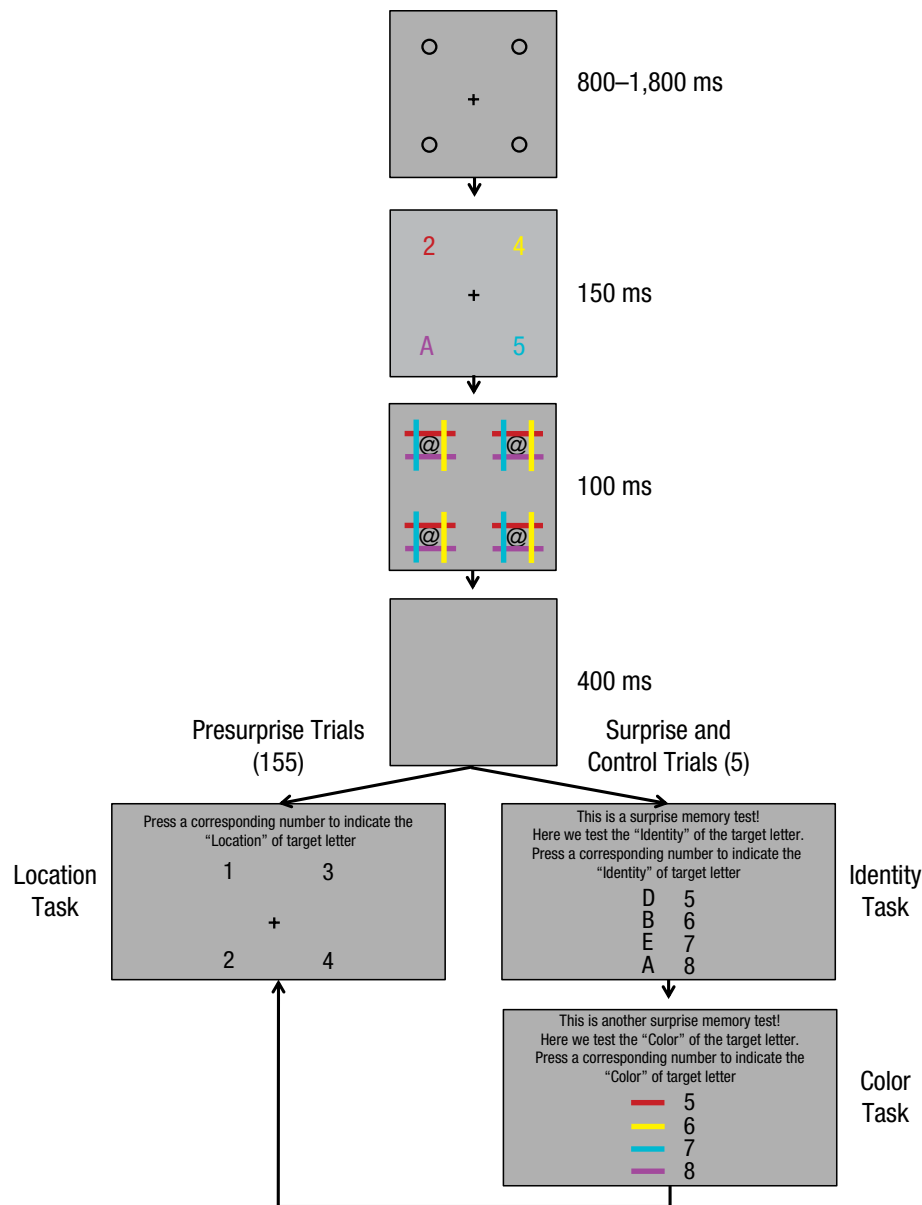 +
800–1,800 ms
2 4
+
150 ms
A 5
@ @
100 ms
@ @
400 ms
Presurprise Trials
(155)
Surprise and
Control Trials (5)
Location
Task
Press a corresponding number to indicate the
“Location” of target letter
1 3
+
2 4
This is a surprise memory test!
Here we test the “Identity” of the target letter.
Press a corresponding number to indicate the
“Identity” of target letter
D 5
B 6
E 7
A 8
Identity
Task
This is another surprise memory test!
Here we test the “Color” of the target letter.
Press a corresponding number to indicate the
“Color” of target letter
5
6
7
8
Color
Task